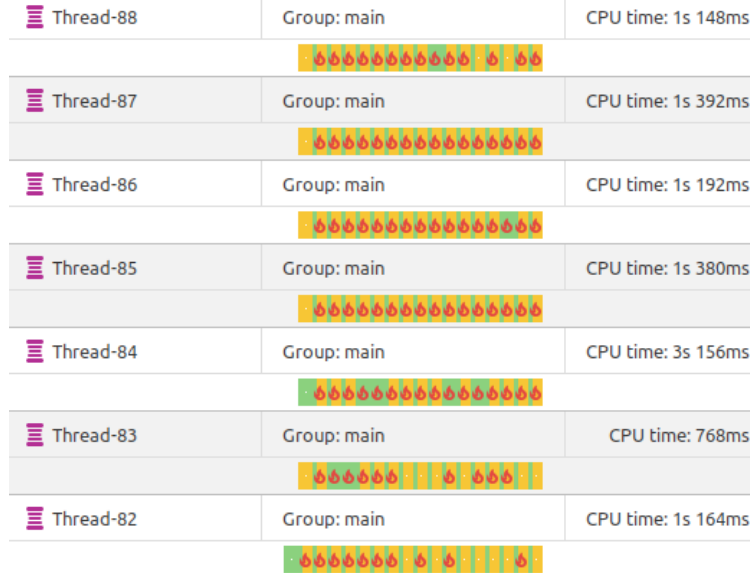 Thread-88 Group: main CPU time: 1s 148ms
Thread-87 Group: main CPU time: 1s 392ms
Thread-86 Group: main CPU time: 1s 192ms
Thread-85 Group: main CPU time: 1s 380ms
Thread-84 Group: main CPU time: 3s 156ms
Thread-83 Group: main CPU time: 768ms
Thread-82 Group: main CPU time: 1s 164ms